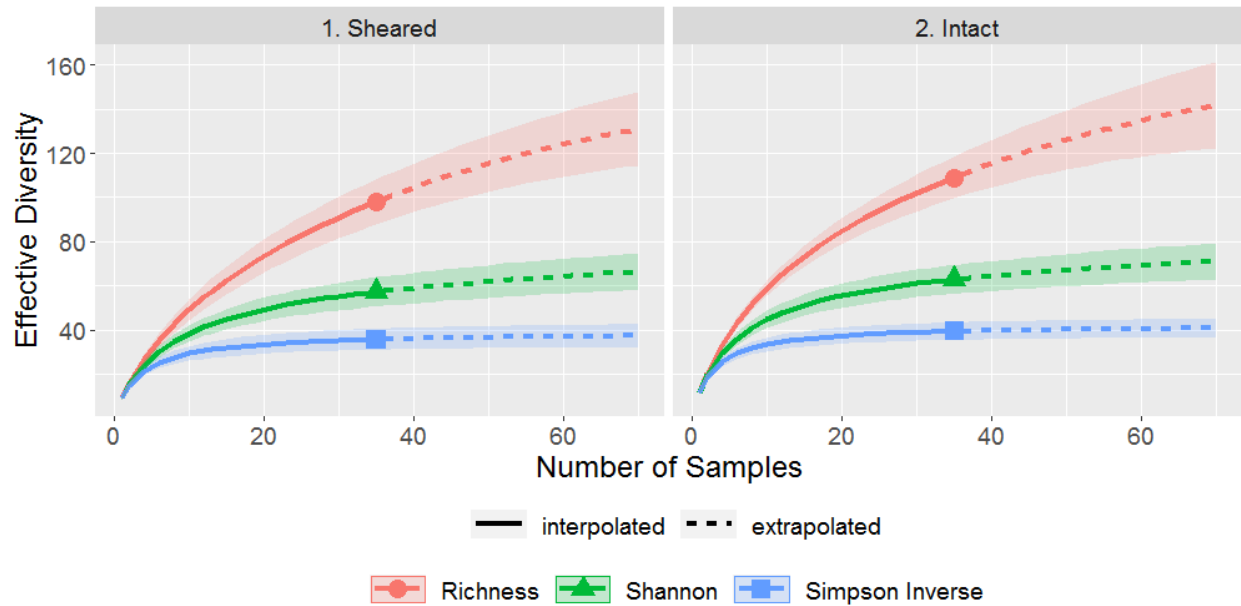 1. Sheared
2. Intact
Effective Diversity
160
120
80
40
0 20 40 60
0 20 40 60
Number of Samples
interpolated extrapolated
Richness Shannon Simpson Inverse